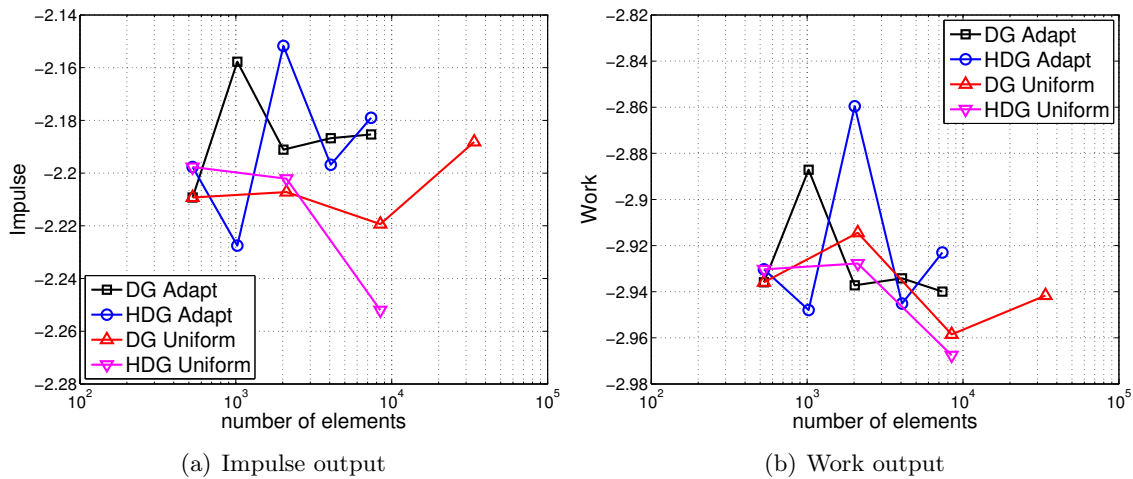 −2.14
−2.16
−2.18
−2.2
−2.22
−2.24
−2.26
−2.28
Impulse
DG Adapt
HDG Adapt
DG Uniform
HDG Uniform
10^2
10^3
10^4
10^5
number of elements
(a) Impulse output
−2.82
−2.84
−2.86
−2.88
−2.9
−2.92
−2.94
−2.96
−2.98
Work
DG Adapt
HDG Adapt
DG Uniform
HDG Uniform
10^2
10^3
10^4
10^5
number of elements
(b) Work output